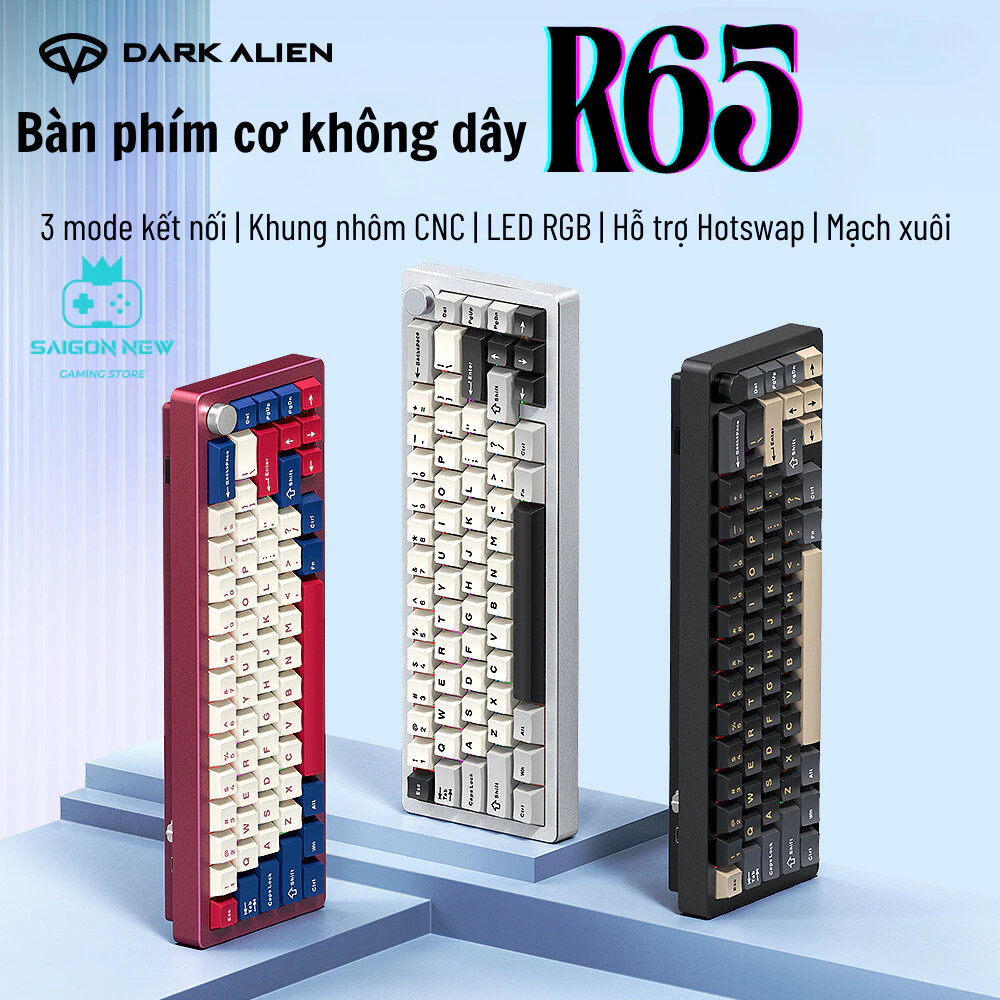 DARK ALIEN
R65
Bàn phím cơ không dây
3 mode kết nối | Khung nhôm CNC | LED RGB | Hỗ trợ Hotswap | Mạch xuôi
SAIGON NEW
GAMING STORE